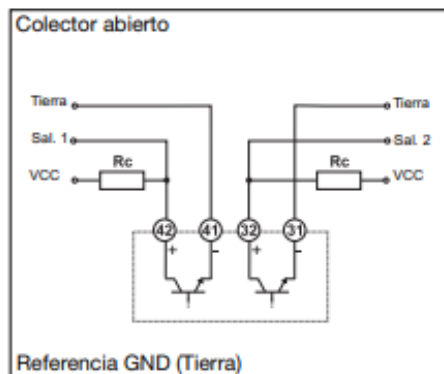 Colector abierto
Tierra
Tierra
Sal. 1
Sal. 2
VCC
Rc
Rc
VCC
42
41
32
31
+
-
+
-
Referencia GND (Tierra)